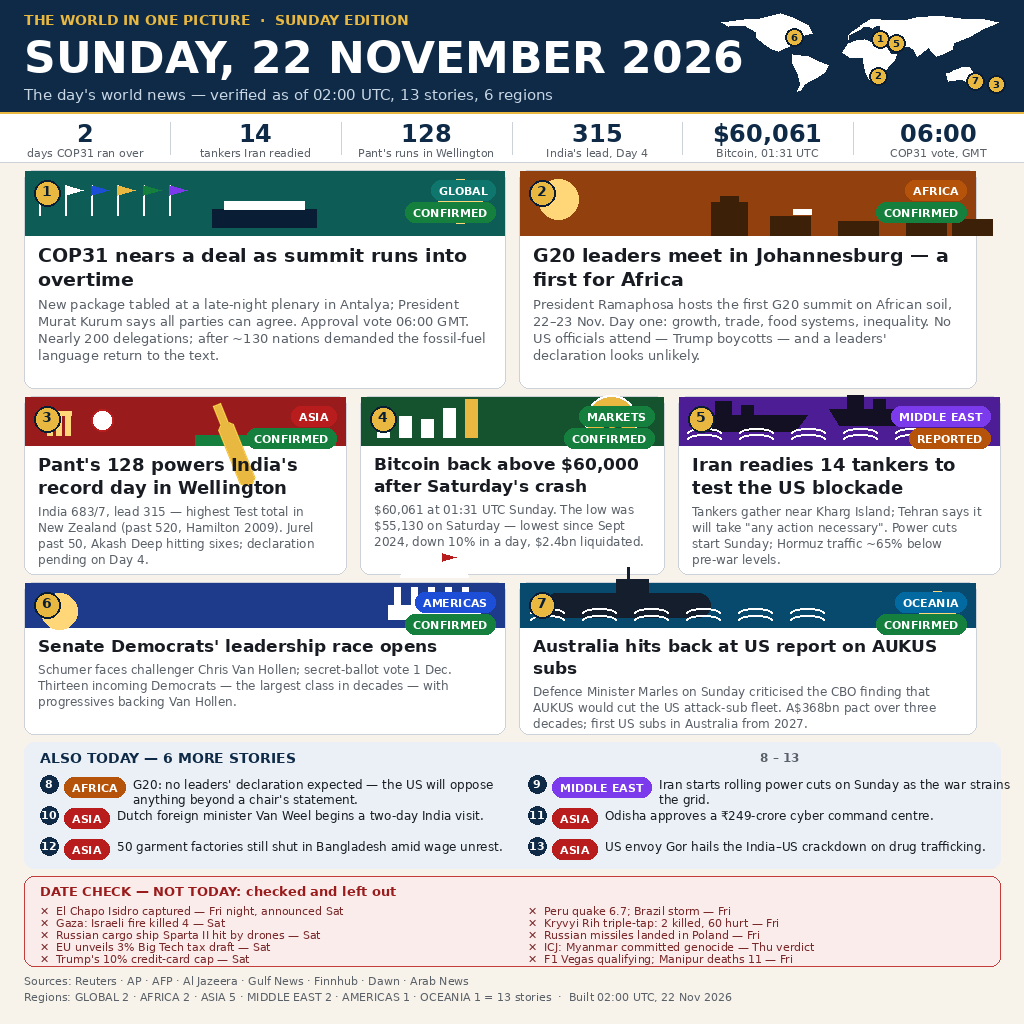 THE WORLD IN ONE PICTURE · SUNDAY EDITION
SUNDAY, 22 NOVEMBER 2026
The day's world news — verified as of 02:00 UTC, 13 stories, 6 regions
6
1
5
2
7
3
2
days COP31 ran over
14
tankers Iran readied
128
Pant's runs in Wellington
315
India's lead, Day 4
$60,061
Bitcoin, 01:31 UTC
06:00
COP31 vote, GMT
1
GLOBAL
CONFIRMED
COP31 nears a deal as summit runs into
overtime
New package tabled at a late-night plenary in Antalya; President
Murat Kurum says all parties can agree. Approval vote 06:00 GMT.
Nearly 200 delegations; after ~130 nations demanded the fossil-fuel
language return to the text.
2
AFRICA
CONFIRMED
G20 leaders meet in Johannesburg — a
first for Africa
President Ramaphosa hosts the first G20 summit on African soil,
22–23 Nov. Day one: growth, trade, food systems, inequality. No
US officials attend — Trump boycotts — and a leaders'
declaration looks unlikely.
3
ASIA
CONFIRMED
Pant's 128 powers India's
record day in Wellington
India 683/7, lead 315 — highest Test total in
New Zealand (past 520, Hamilton 2009). Jurel
past 50, Akash Deep hitting sixes; declaration
pending on Day 4.
4
MARKETS
CONFIRMED
Bitcoin back above $60,000
after Saturday's crash
$60,061 at 01:31 UTC Sunday. The low was
$55,130 on Saturday — lowest since Sept
2024, down 10% in a day, $2.4bn liquidated.
5
MIDDLE EAST
REPORTED
Iran readies 14 tankers to
test the US blockade
Tankers gather near Kharg Island; Tehran says it
will take "any action necessary". Power cuts
start Sunday; Hormuz traffic ~65% below
pre-war levels.
6
AMERICAS
CONFIRMED
Senate Democrats' leadership race opens
Schumer faces challenger Chris Van Hollen; secret-ballot vote 1 Dec.
Thirteen incoming Democrats — the largest class in decades — with
progressives backing Van Hollen.
7
OCEANIA
CONFIRMED
Australia hits back at US report on AUKUS
subs
Defence Minister Marles on Sunday criticised the CBO finding that
AUKUS would cut the US attack-sub fleet. A$368bn pact over three
decades; first US subs in Australia from 2027.
ALSO TODAY — 6 MORE STORIES
8 – 13
8 AFRICA G20: no leaders' declaration expected — the US will oppose
anything beyond a chair's statement.
9 MIDDLE EAST Iran starts rolling power cuts on Sunday as the war strains
the grid.
10 ASIA Dutch foreign minister Van Weel begins a two-day India visit.
11 ASIA Odisha approves a ₹249-crore cyber command centre.
12 ASIA 50 garment factories still shut in Bangladesh amid wage unrest.
13 ASIA US envoy Gor hails the India–US crackdown on drug trafficking.
DATE CHECK — NOT TODAY: checked and left out
✕ El Chapo Isidro captured — Fri night, announced Sat
✕ Gaza: Israeli fire killed 4 — Sat
✕ Russian cargo ship Sparta II hit by drones — Sat
✕ EU unveils 3% Big Tech tax draft — Sat
✕ Trump's 10% credit-card cap — Sat
✕ Peru quake 6.7; Brazil storm — Fri
✕ Kryvyi Rih triple-tap: 2 killed, 60 hurt — Fri
✕ Russian missiles landed in Poland — Fri
✕ ICJ: Myanmar committed genocide — Thu verdict
✕ F1 Vegas qualifying; Manipur deaths 11 — Fri
Sources: Reuters · AP · AFP · Al Jazeera · Gulf News · Finnhub · Dawn · Arab News
Regions: GLOBAL 2 · AFRICA 2 · ASIA 5 · MIDDLE EAST 2 · AMERICAS 1 · OCEANIA 1 = 13 stories · Built 02:00 UTC, 22 Nov 2026